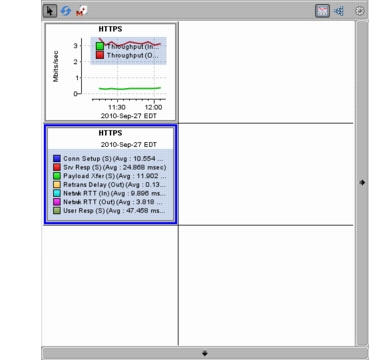 HTTPS
Throughput (In...
Throughput (O...
Mbits/sec
3
2
1
0
11:30 12:00
2010-Sep-27 EDT
HTTPS
2010-Sep-27 EDT
Conn Setup (S) (Avg : 10.554 ...
Srv Resp (S) (Avg : 24.868 msec)
Payload Xfer (S) (Avg : 11.902 ...
Retrans Delay (Out) (Avg : 0.13...
Netwk RTT (In) (Avg : 9.896 ms...
Netwk RTT (Out) (Avg : 3.818 ...
User Resp (S) (Avg : 47.458 mse...